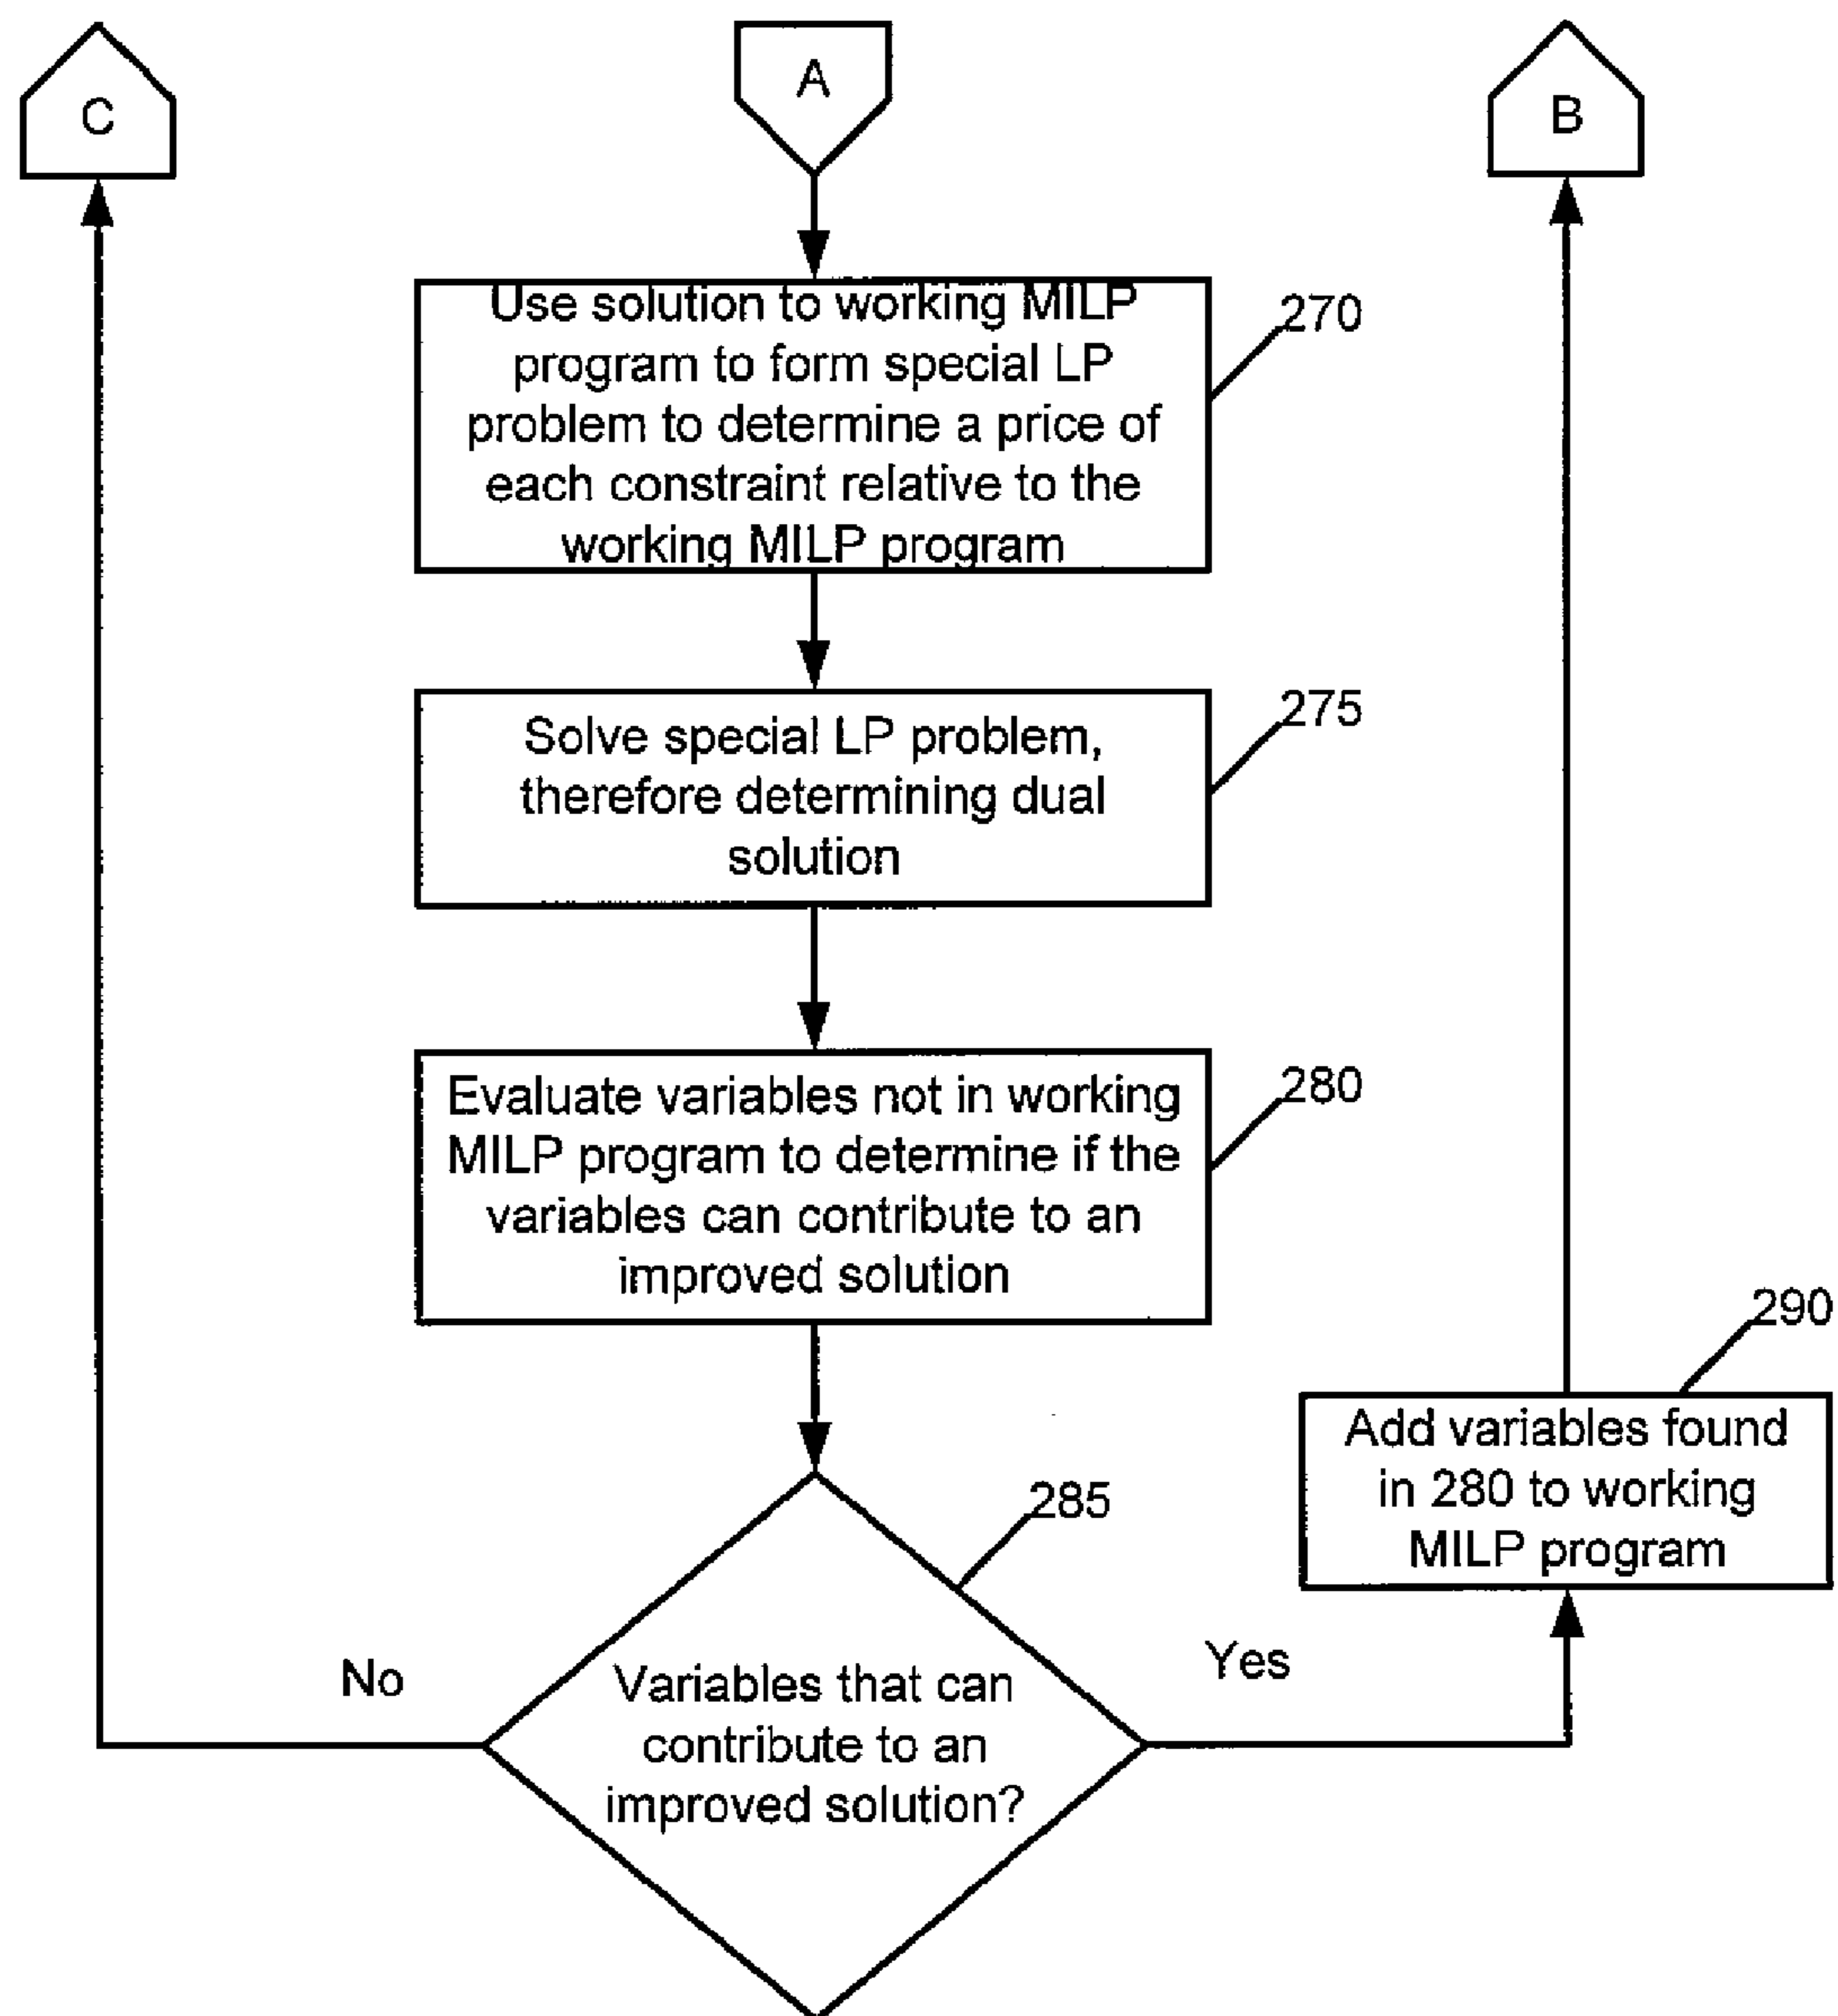 C
A
B
Use solution to working MILP
program to form special LP
problem to determine a price of
each constraint relative to the
working MILP program
270
Solve special LP problem,
therefore determining dual
solution
275
Evaluate variables not in working
MILP program to determine if the
variables can contribute to an
improved solution
280
290
Add variables found
in 280 to working
MILP program
285
No
Yes
Variables that can
contribute to an
improved solution?